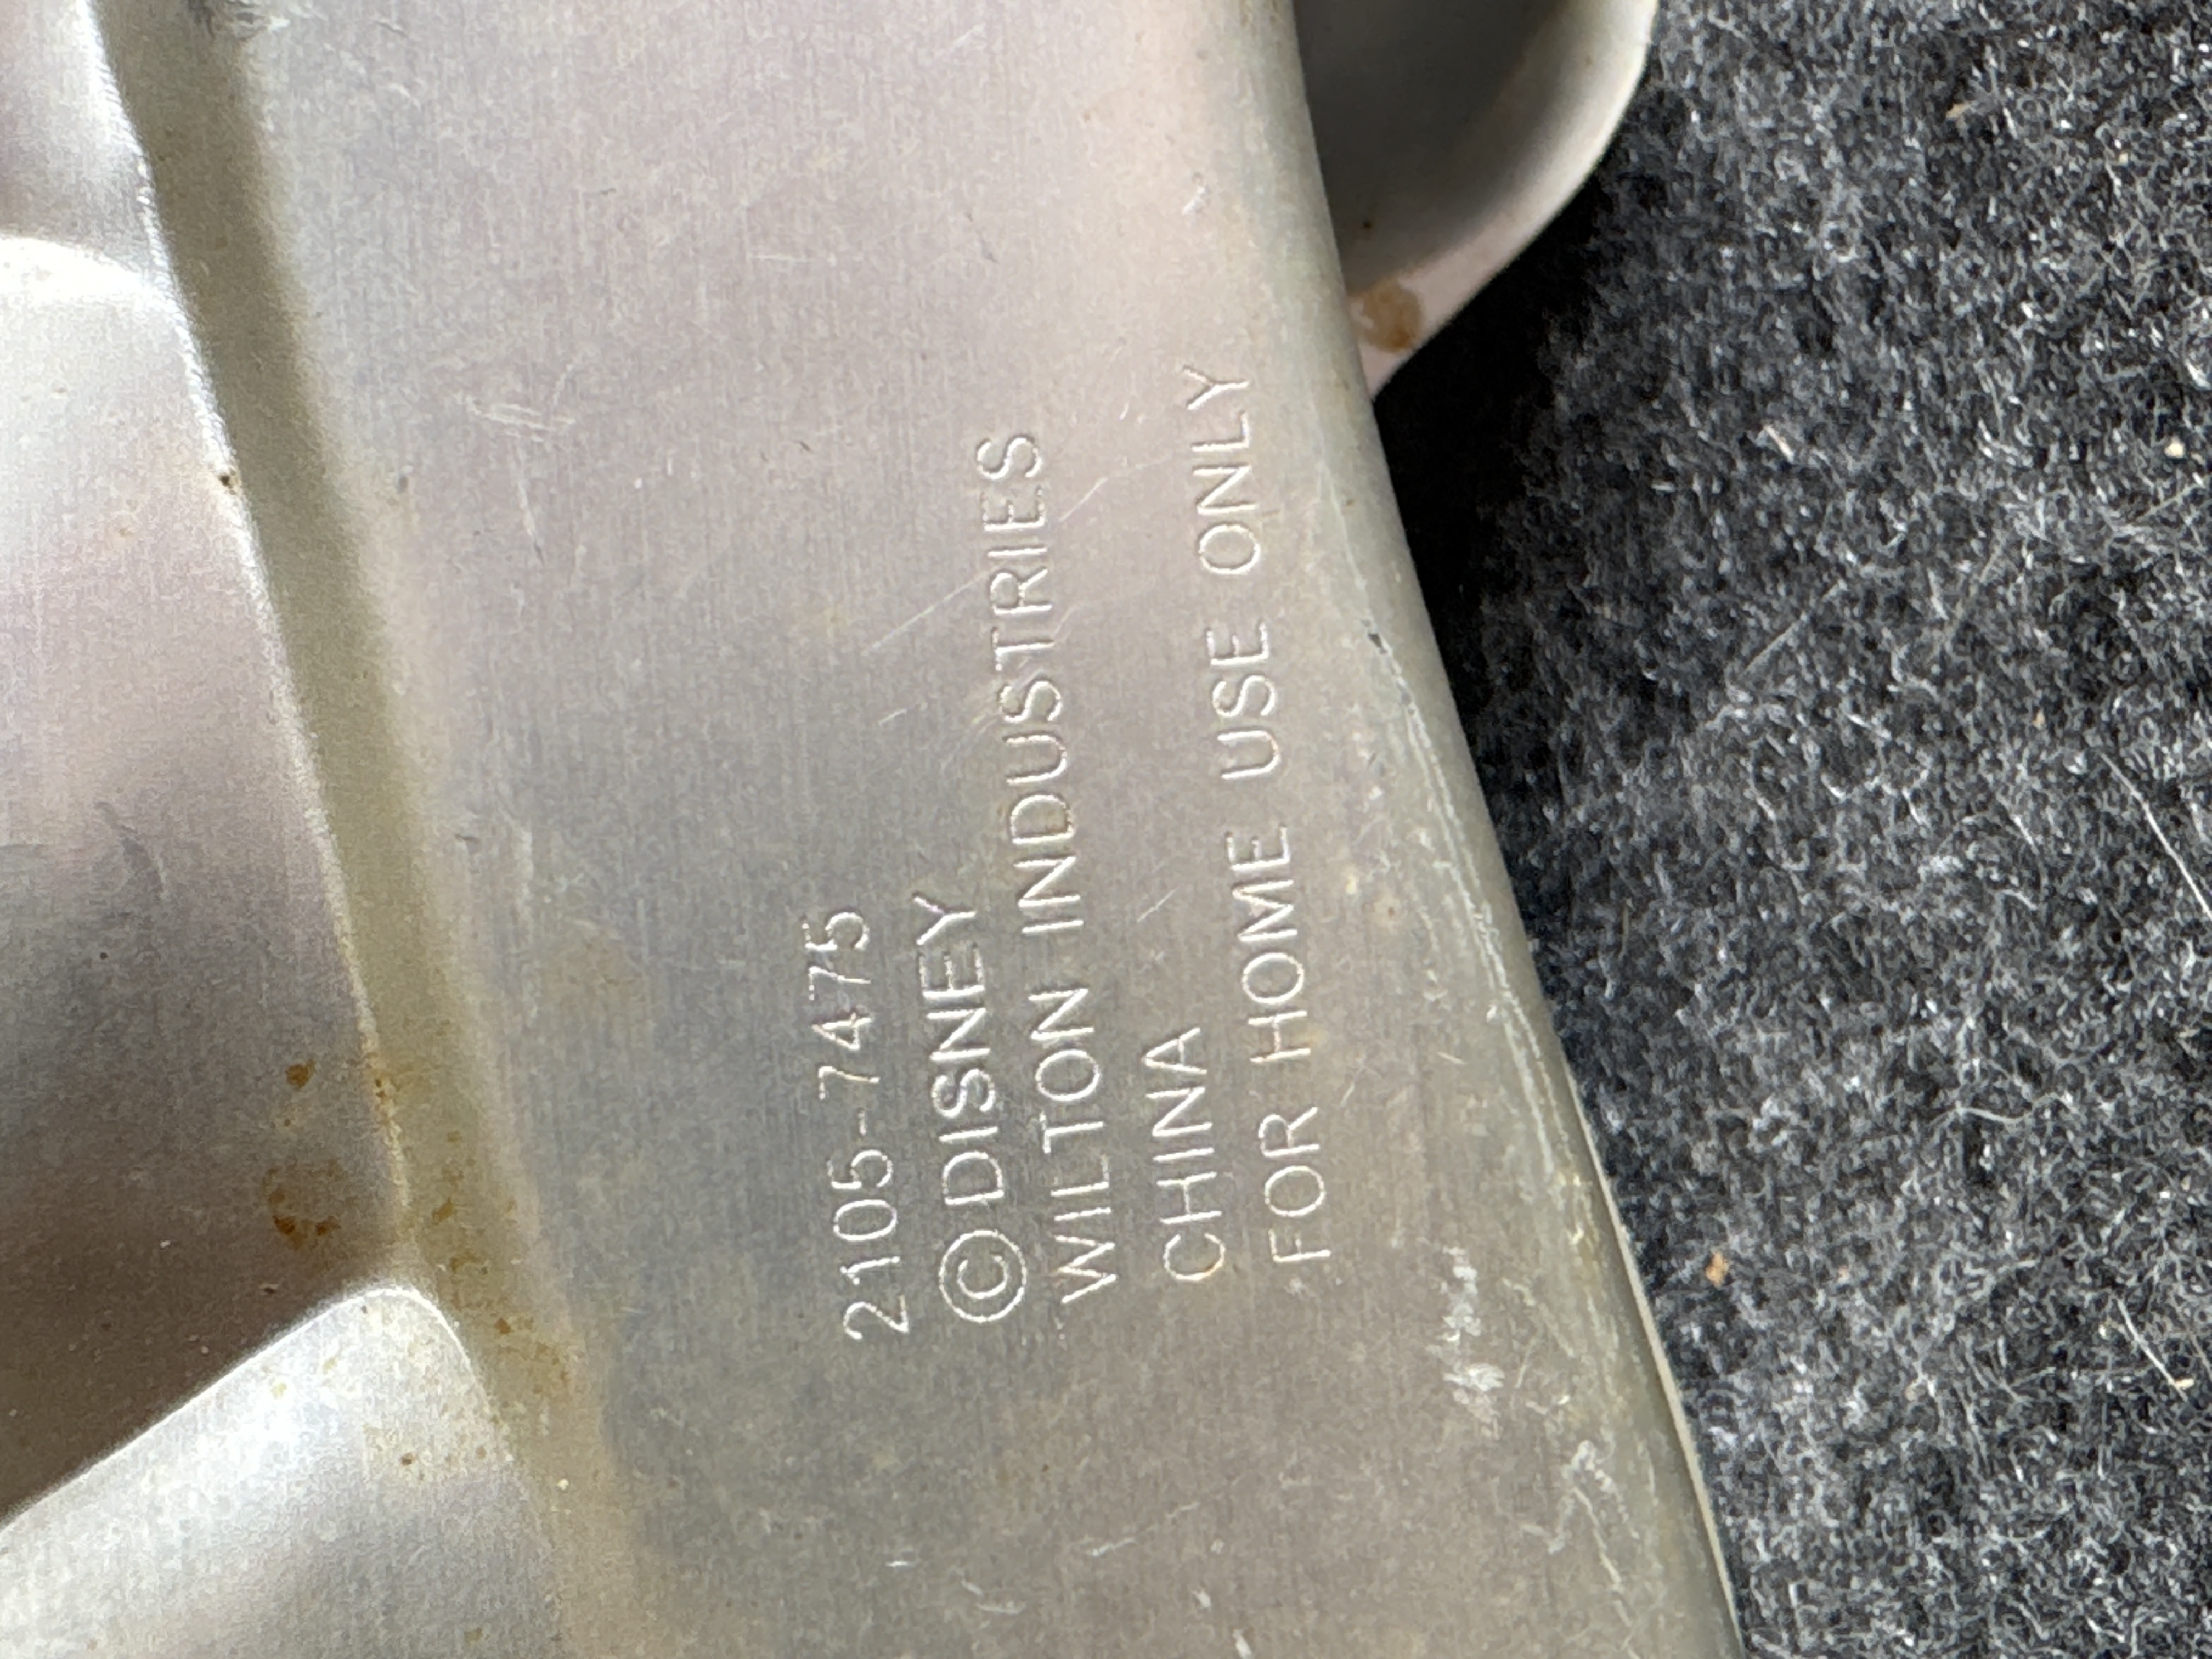 2105-7475
©DISNEY
WILTON INDUSTRIES
CHINA
FOR HOME USE ONLY